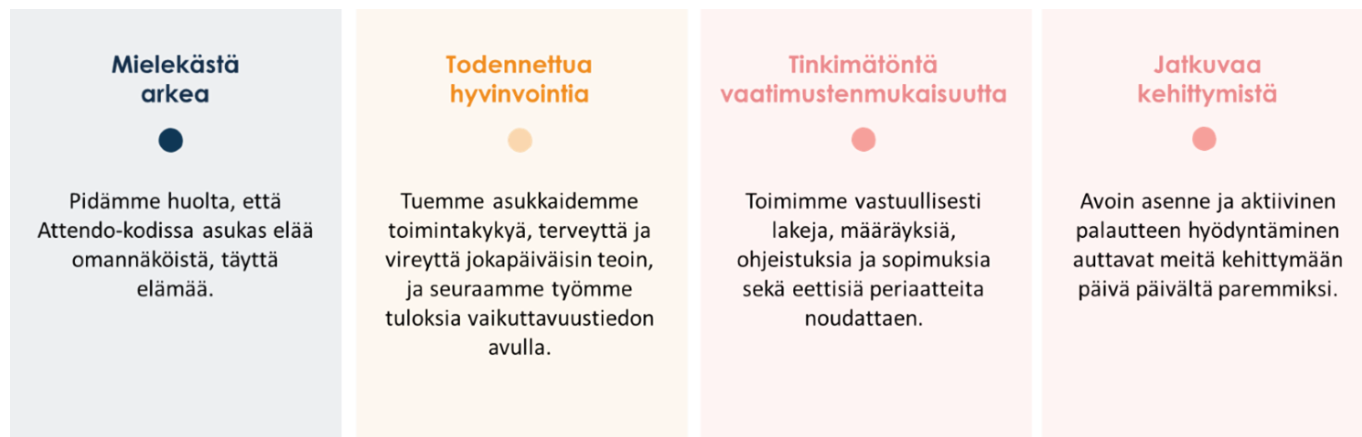 Mielekästä
arkea
Pidämme huolta, että
Attendo-kodissa asukas elää
omannäköistä, täyttä
elämää.
Todennettua
hyvinvointia
Tuemme asukkaidemme
toimintakykyä, terveyttä ja
vireyttä jokapäiväisin teoin,
ja seuraamme työmme
tuloksia vaikuttavuustiedon
avulla.
Tinkimätöntä
vaatimustenmukaisuutta
Toimimme vastuullisesti
lakeja, määräyksiä,
ohjeistuksia ja sopimuksia
sekä eettisiä periaatteita
noudattaen.
Jatkuvaa
kehittymistä
Avoin asenne ja aktiivinen
palautteen hyödyntäminen
auttavat meitä kehittymään
päivä päivältä paremmiksi.